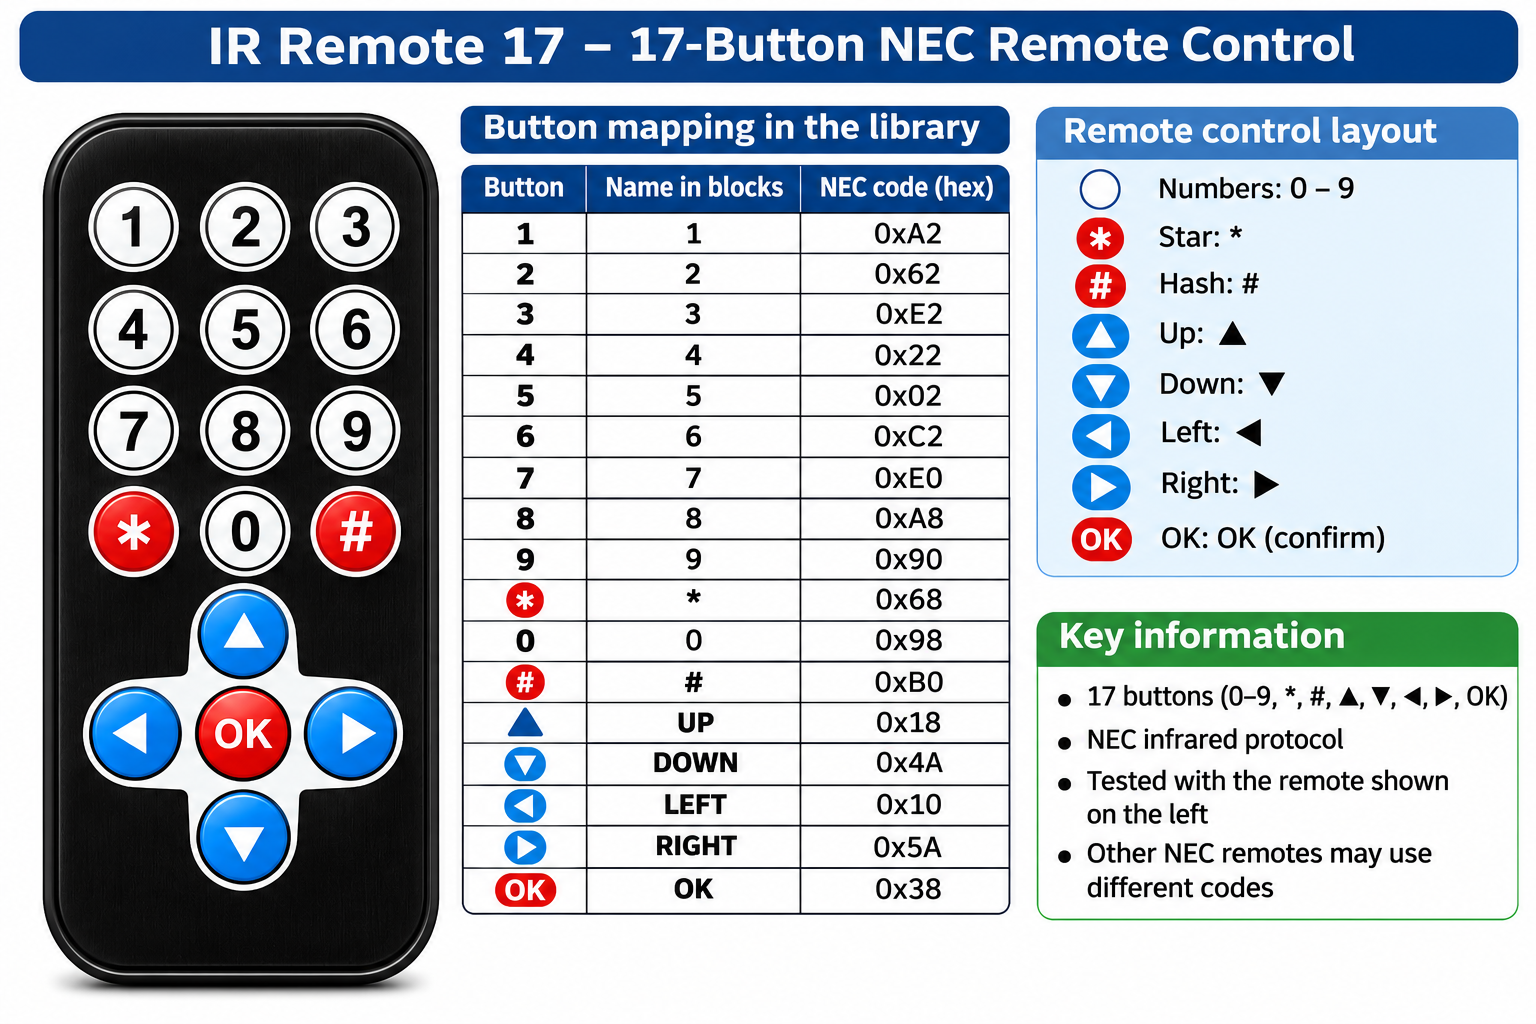 IR Remote 17 – 17-Button NEC Remote Control
1 2 3
4 5 6
7 8 9
* 0 #
▲
◀ OK ▶
▼
Button mapping in the library
Button Name in blocks NEC code (hex)
1 1 0xA2
2 2 0x62
3 3 0xE2
4 4 0x22
5 5 0x02
6 6 0xC2
7 7 0xE0
8 8 0xA8
9 9 0x90
* * 0x68
0 0 0x98
# # 0xB0
▲ UP 0x18
▼ DOWN 0x4A
◀ LEFT 0x10
▶ RIGHT 0x5A
OK OK 0x38
Remote control layout
Numbers: 0 – 9
* Star: *
# Hash: #
▲ Up: ▲
▼ Down: ▼
◀ Left: ◀
▶ Right: ▶
OK OK: OK (confirm)
Key information
• 17 buttons (0–9, *, #, ▲, ▼, ◀, ▶, OK)
• NEC infrared protocol
• Tested with the remote shown
on the left
• Other NEC remotes may use
different codes